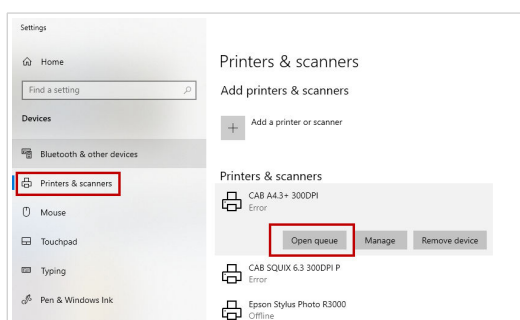 Settings
Home
Find a setting
Devices
Bluetooth & other devices
Printers & scanners
Mouse
Touchpad
Typing
Pen & Windows Ink
Printers & scanners
Add printers & scanners
Add a printer or scanner
Printers & scanners
CAB A4.3+ 300DPI
Error
Open queue Manage Remove device
CAB SQUIX 6.3 300DPI P
Error
Epson Stylus Photo R3000
Offline